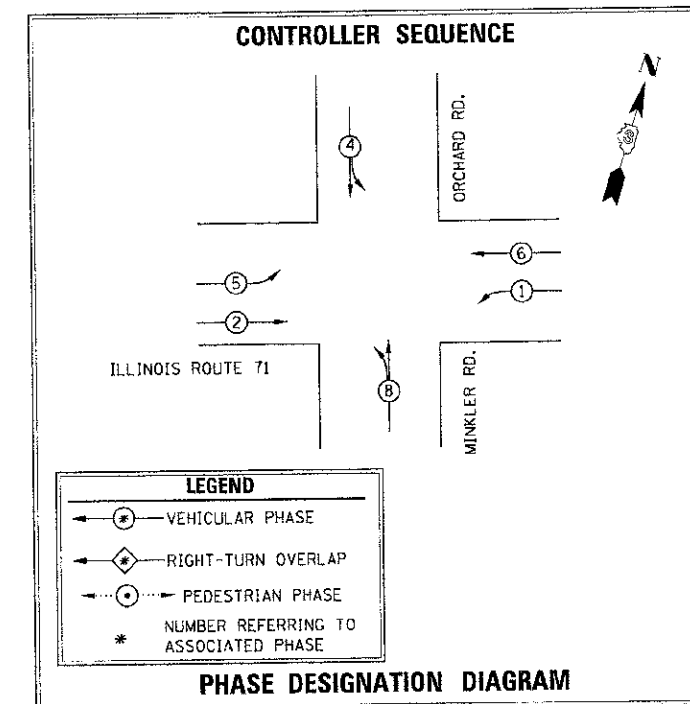 CONTROLLER SEQUENCE
N
ORCHARD RD.
4
6
5
1
2
ILLINOIS ROUTE 71
8
MINKLER RD.
LEGEND
* VEHICULAR PHASE
* RIGHT-TURN OVERLAP
PEDESTRIAN PHASE
* NUMBER REFERRING TO
ASSOCIATED PHASE
PHASE DESIGNATION DIAGRAM